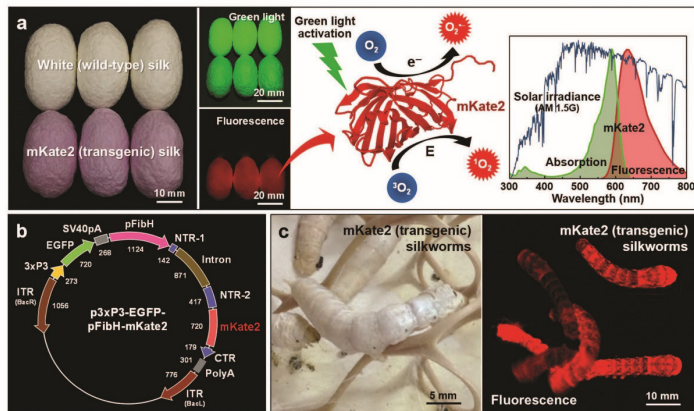 a
White (wild-type) silk
mKate2 (transgenic) silk
10 mm
Green light
20 mm
Fluorescence
20 mm
Green light
activation
O₂
e⁻
O₂•⁻
mKate2
E
³O₂
¹O₂
Solar irradiance
(AM 1.5G)
mKate2
Absorption
Fluorescence
300 400 500 600 700 800
Wavelength (nm)
b
SV40pA
pFibH
EGFP
NTR-1
3xP3
Intron
268
1124
142
720
871
273
ITR
(BacR)
1056
NTR-2
417
p3xP3-EGFP-
pFibH-mKate2
mKate2
720
179
CTR
301
PolyA
776
ITR
(BacL)
c
5 mm
mKate2 (transgenic)
silkworms
mKate2 (transgenic)
silkworms
Fluorescence
10 mm